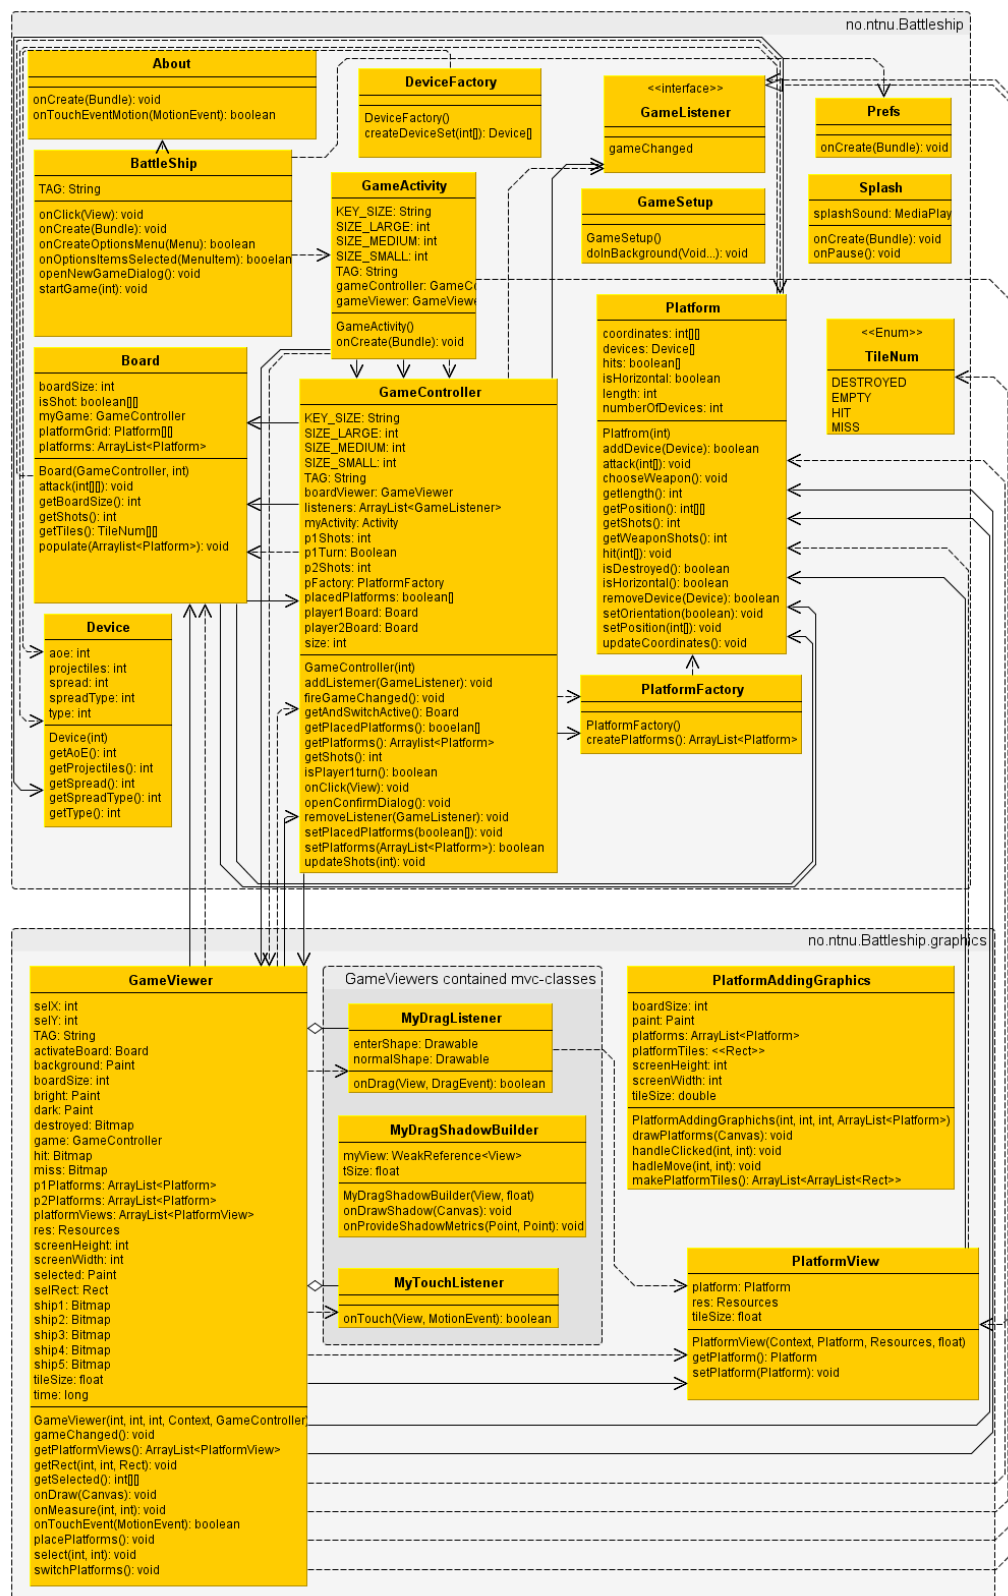 no.ntnu.Battleship
About
onCreate(Bundle): void
onTouchEventMotion(MotionEvent): boolean
DeviceFactory
DeviceFactory()
createDeviceSet(int[]): Device[]
<<interface>>
GameListener
gameChanged
Prefs
onCreate(Bundle): void
BattleShip
TAG: String
onClick(View): void
onCreate(Bundle): void
onCreateOptionsMenu(Menu): boolean
onOptionsItemsSelected(MenuItem): booelan
openNewGameDialog(): void
startGame(int): void
GameActivity
KEY_SIZE: String
SIZE_LARGE: int
SIZE_MEDIUM: int
SIZE_SMALL: int
TAG: String
gameController: GameCo
gameViewer: GameViewe
GameActivity()
onCreate(Bundle): void
GameSetup
GameSetup()
doInBackground(Void...): void
Splash
splashSound: MediaPlay
onCreate(Bundle): void
onPause(): void
Platform
coordinates: int[][]
devices: Device[]
hits: boolean[]
isHorizontal: boolean
length: int
numberOfDevices: int
Platfrom(int)
addDevice(Device): boolean
attack(int[]): void
chooseWeapon(): void
getlength(): int
getPosition(): int[][]
getShots(): int
getWeaponShots(): int
hit(int[]): void
isDestroyed(): boolean
isHorizontal(): boolean
removeDevice(Device): boolean
setOrientation(boolean): void
setPosition(int[]): void
updateCoordinates(): void
<<Enum>>
TileNum
DESTROYED
EMPTY
HIT
MISS
Board
boardSize: int
isShot: boolean[][]
myGame: GameController
platformGrid: Platform[][]
platforms: ArrayList<Platform>
Board(GameController, int)
attack(int[][]): void
getBoardSize(): int
getShots(): int
getTiles(): TileNum[][]
populate(Arraylist<Platform>): void
GameController
KEY_SIZE: String
SIZE_LARGE: int
SIZE_MEDIUM: int
SIZE_SMALL: int
TAG: String
boardViewer: GameViewer
listeners: ArrayList<GameListener>
myActivity: Activity
p1Shots: int
p1Turn: Boolean
p2Shots: int
pFactory: PlatformFactory
placedPlatforms: boolean[]
player1Board: Board
player2Board: Board
size: int
GameController(int)
addListemer(GameListener): void
fireGameChanged(): void
getAndSwitchActive(): Board
getPlacedPlatforms(): booelan[]
getPlatforms(): Arraylist<Platform>
getShots(): int
isPlayer1turn(): boolean
onClick(View): void
openConfirmDialog(): void
removeListener(GameListener): void
setPlacedPlatforms(boolean[]): void
setPlatforms(ArrayList<Platform>): boolean
updateShots(int): void
Device
aoe: int
projectiles: int
spread: int
spreadType: int
type: int
Device(int)
getAoE(): int
getProjectiles(): int
getSpread(): int
getSpreadType(): int
getType(): int
PlatformFactory
PlatformFactory()
createPlatforms(): ArrayList<Platform>
no.ntnu.Battleship.graphics
GameViewer
selX: int
selY: int
TAG: String
activateBoard: Board
background: Paint
boardSize: int
bright: Paint
dark: Paint
destroyed: Bitmap
game: GameController
hit: Bitmap
miss: Bitmap
p1Platforms: ArrayList<Platform>
p2Platforms: ArrayList<Platform>
platformViews: ArrayList<PlatformView>
res: Resources
screenHeight: int
screenWidth: int
selected: Paint
selRect: Rect
ship1: Bitmap
ship2: Bitmap
ship3: Bitmap
ship4: Bitmap
ship5: Bitmap
tileSize: float
time: long
GameViewer(int, int, int, Context, GameController)
gameChanged(): void
getPlatformViews(): ArrayList<PlatformView>
getRect(int, int, Rect): void
getSelected(): int[][]
onDraw(Canvas): void
onMeasure(int, int): void
onTouchEvent(MotionEvent): boolean
placePlatforms(): void
select(int, int): void
switchPlatforms(): void
GameViewers contained mvc-classes
MyDragListener
enterShape: Drawable
normalShape: Drawable
onDrag(View, DragEvent): boolean
MyDragShadowBuilder
myView: WeakReference<View>
tSize: float
MyDragShadowBuilder(View, float)
onDrawShadow(Canvas): void
onProvideShadowMetrics(Point, Point): void
MyTouchListener
onTouch(View, MotionEvent): boolean
PlatformAddingGraphics
boardSize: int
paint: Paint
platforms: ArrayList<Platform>
platformTiles: <<Rect>>
screenHeight: int
screenWidth: int
tileSize: double
PlatformAddingGraphichs(int, int, int, ArrayList<Platform>)
drawPlatforms(Canvas): void
handleClicked(int, int): void
hadleMove(int, int): void
makePlatformTiles(): ArrayList<ArrayList<Rect>>
PlatformView
platform: Platform
res: Resources
tileSize: float
PlatformView(Context, Platform, Resources, float)
getPlatform(): Platform
setPlatform(Platform): void